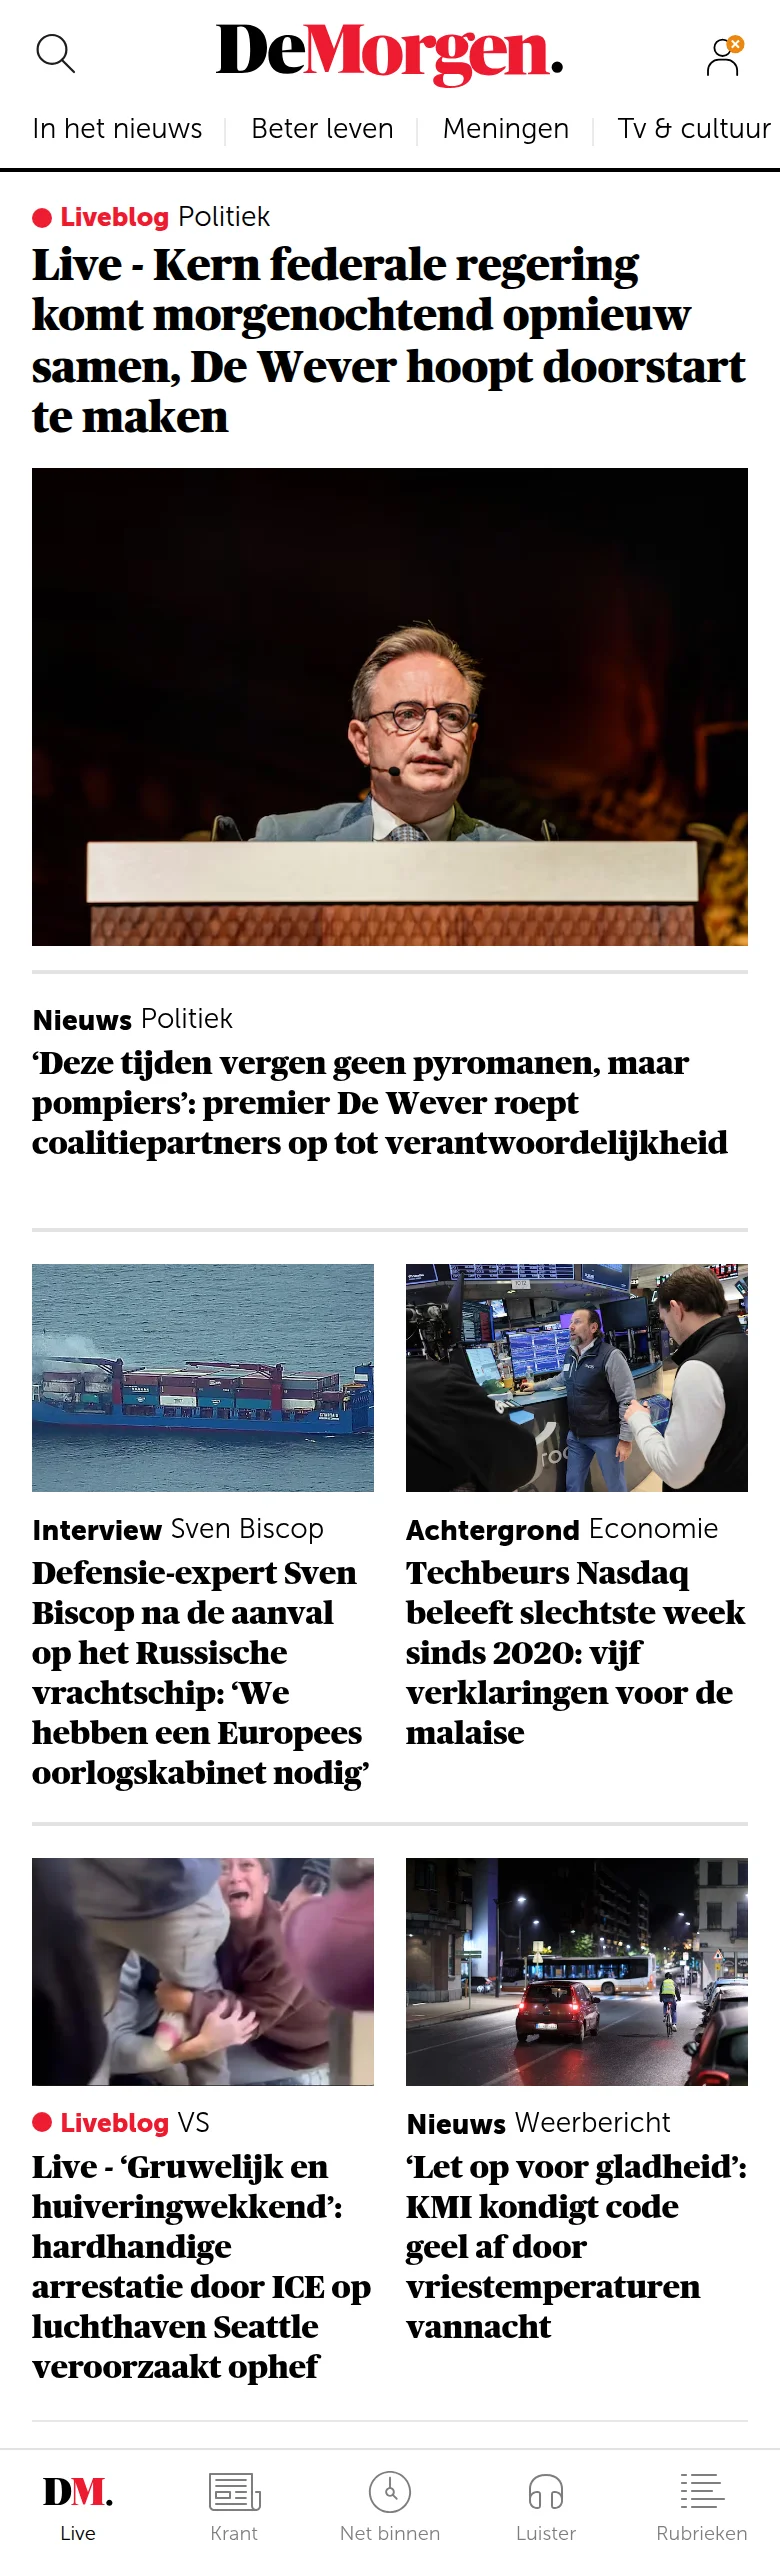 DeMorgen.
In het nieuws
Beter leven
Meningen
Tv & cultuur
Liveblog Politiek
Live - Kern federale regering
komt morgenochtend opnieuw
samen, De Wever hoopt doorstart
te maken
Nieuws Politiek
‘Deze tijden vergen geen pyromanen, maar
pompiers’: premier De Wever roept
coalitiepartners op tot verantwoordelijkheid
Interview Sven Biscop
Defensie-expert Sven
Biscop na de aanval
op het Russische
vrachtschip: ‘We
hebben een Europees
oorlogskabinet nodig’
Achtergrond Economie
Techbeurs Nasdaq
beleeft slechtste week
sinds 2020: vijf
verklaringen voor de
malaise
Liveblog VS
Live - ‘Gruwelijk en
huiveringwekkend’:
hardhandige
arrestatie door ICE op
luchthaven Seattle
veroorzaakt ophef
Nieuws Weerbericht
‘Let op voor gladheid’:
KMI kondigt code
geel af door
vriestemperaturen
vannacht
DM.
Live
Krant
Net binnen
Luister
Rubrieken